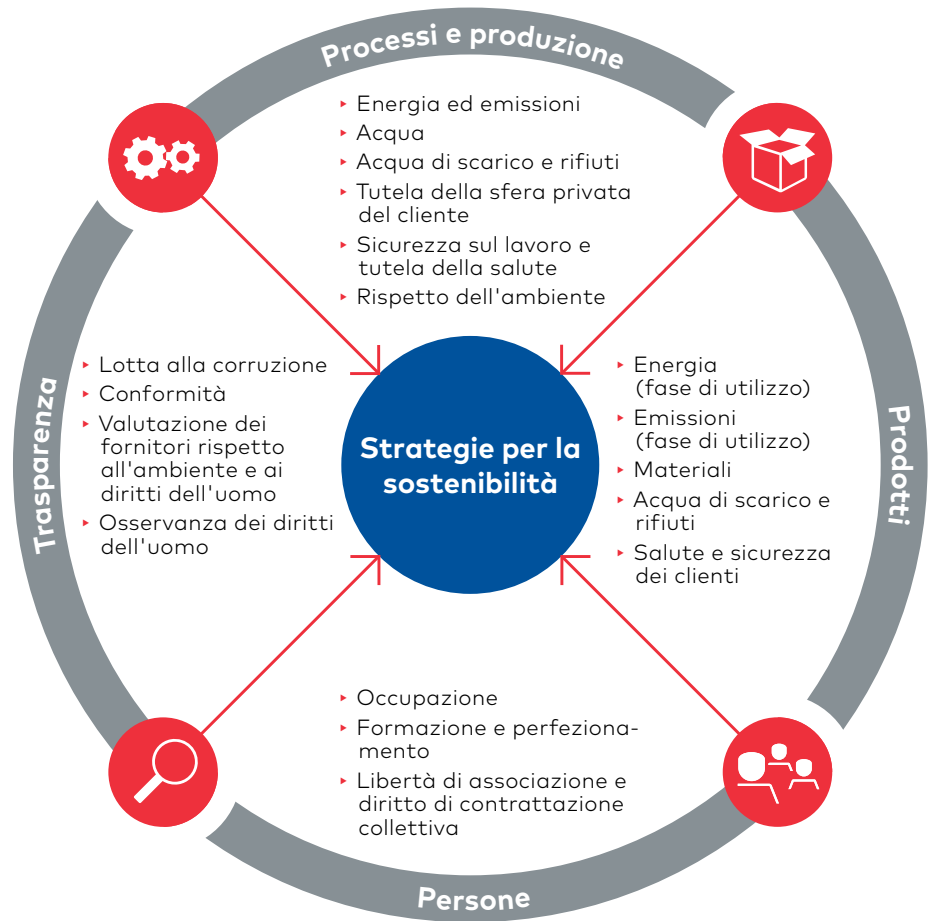 Processi e produzione
Energia ed emissioni
Acqua
Acqua di scarico e rifiuti
Tutela della sfera privata
del cliente
Sicurezza sul lavoro e
tutela della salute
Rispetto dell'ambiente
Trasparenza
Lotta alla corruzione
Conformità
Valutazione dei
fornitori rispetto
all'ambiente e ai
diritti dell'uomo
Osservanza dei diritti
dell'uomo
Strategie per la
sostenibilità
Energia
(fase di utilizzo)
Emissioni
(fase di utilizzo)
Materiali
Acqua di scarico e
rifiuti
Salute e sicurezza
dei clienti
Prodotti
Occupazione
Formazione e perfeziona-
mento
Libertà di associazione e
diritto di contrattazione
collettiva
Persone